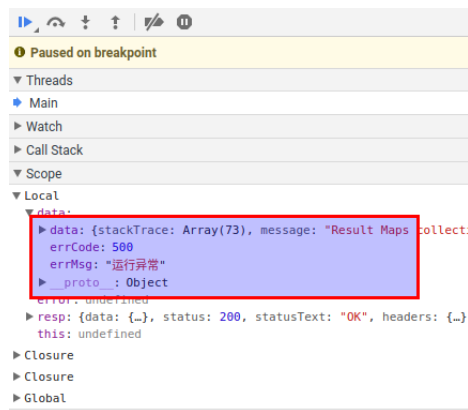 Paused on breakpoint
Threads
Main
Watch
Call Stack
Scope
Local
data:
data: {stackTrace: Array(73), message: "Result Maps collecti
errCode: 500
errMsg: "运行异常"
__proto__: Object
error: undefined
resp: {data: {…}, status: 200, statusText: "OK", headers: {…}
this: undefined
Closure
Closure
Global